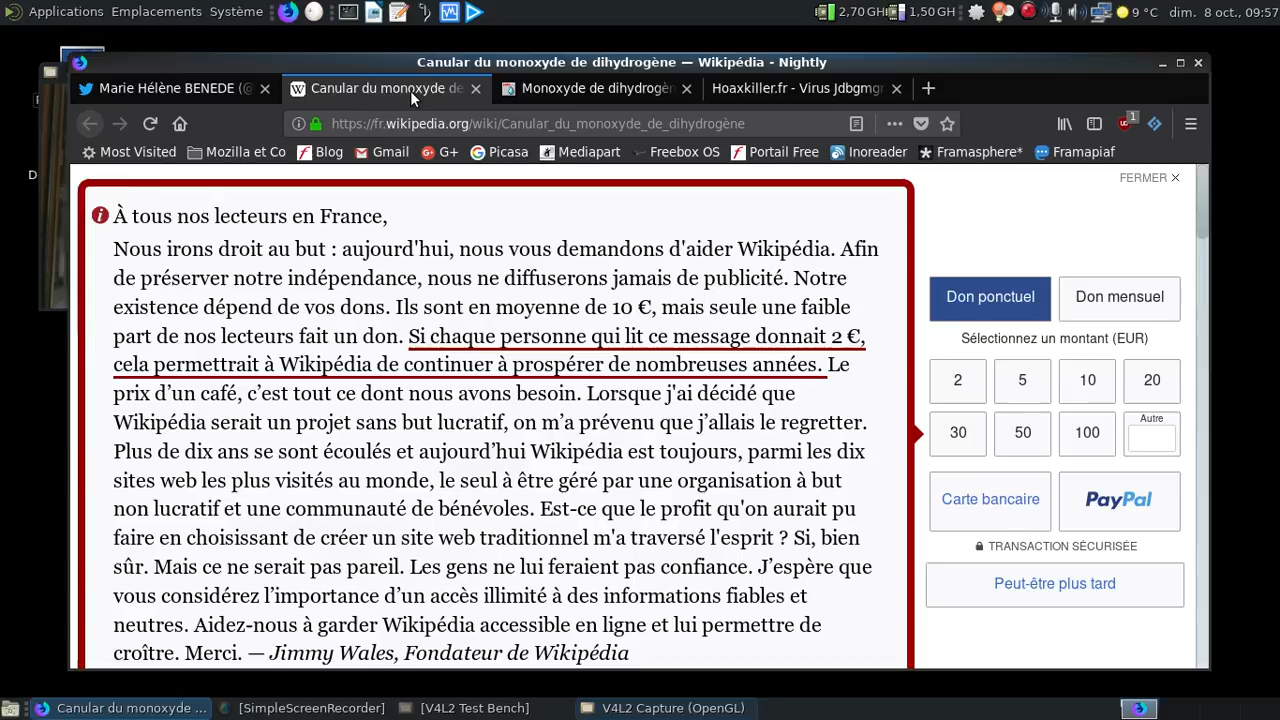 Applications Emplacements Système
2,70 GH 1,50 GH 9 °C dim. 8 oct., 09:57
Canular du monoxyde de dihydrogène — Wikipédia - Nightly
Marie Hélène BENEDE (@
Canular du monoxyde de
Monoxyde de dihydrogèn
Hoaxkiller.fr - Virus Jdbgmgr
https://fr.wikipedia.org/wiki/Canular_du_monoxyde_de_dihydrogène
1
Most Visited Mozilla et Co Blog Gmail G+ Picasa Mediapart Freebox OS Portail Free Inoreader Framasphere* Framapiaf
FERMER
À tous nos lecteurs en France,
Nous irons droit au but : aujourd'hui, nous vous demandons d'aider Wikipédia. Afin
de préserver notre indépendance, nous ne diffuserons jamais de publicité. Notre
existence dépend de vos dons. Ils sont en moyenne de 10 €, mais seule une faible
part de nos lecteurs fait un don. Si chaque personne qui lit ce message donnait 2 €,
cela permettrait à Wikipédia de continuer à prospérer de nombreuses années. Le
prix d’un café, c’est tout ce dont nous avons besoin. Lorsque j'ai décidé que
Wikipédia serait un projet sans but lucratif, on m’a prévenu que j’allais le regretter.
Plus de dix ans se sont écoulés et aujourd’hui Wikipédia est toujours, parmi les dix
sites web les plus visités au monde, le seul à être géré par une organisation à but
non lucratif et une communauté de bénévoles. Est-ce que le profit qu'on aurait pu
faire en choisissant de créer un site web traditionnel m'a traversé l'esprit ? Si, bien
sûr. Mais ce ne serait pas pareil. Les gens ne lui feraient pas confiance. J’espère que
vous considérez l’importance d’un accès illimité à des informations fiables et
neutres. Aidez-nous à garder Wikipédia accessible en ligne et lui permettre de
croître. Merci. — Jimmy Wales, Fondateur de Wikipédia
Don ponctuel Don mensuel
Sélectionnez un montant (EUR)
2 5 10 20
30 50 100 Autre
Carte bancaire PayPal
TRANSACTION SÉCURISÉE
Peut-être plus tard
Canular du monoxyde ... [SimpleScreenRecorder] [V4L2 Test Bench] V4L2 Capture (OpenGL)